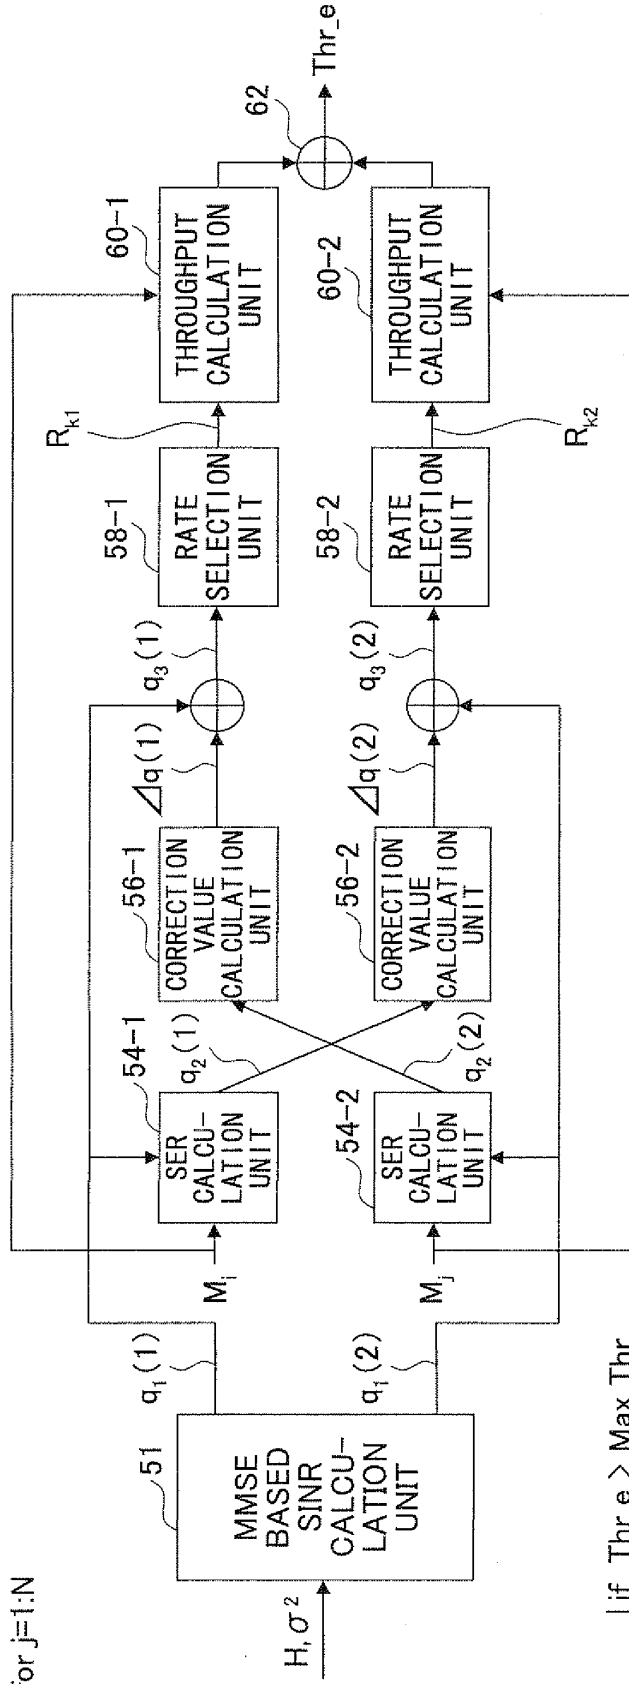 for j=1:N
H, σ²
51
MMSE
BASED
SINR
CALCU-
LATION
UNIT
q₁(1)
q₁(2)
Mᵢ
Mⱼ
54-1
SER
CALCU-
LATION
UNIT
54-2
SER
CALCU-
LATION
UNIT
q₂(1)
q₂(2)
56-1
CORRECTION
VALUE
CALCULATION
UNIT
56-2
CORRECTION
VALUE
CALCULATION
UNIT
⊿q(1)
⊿q(2)
q₃(1)
q₃(2)
58-1
RATE
SELECTION
UNIT
58-2
RATE
SELECTION
UNIT
Rₖ₁
Rₖ₂
60-1
THROUGHPUT
CALCULATION
UNIT
60-2
THROUGHPUT
CALCULATION
UNIT
62
Thr_e
if Thr_e > Max_Thr